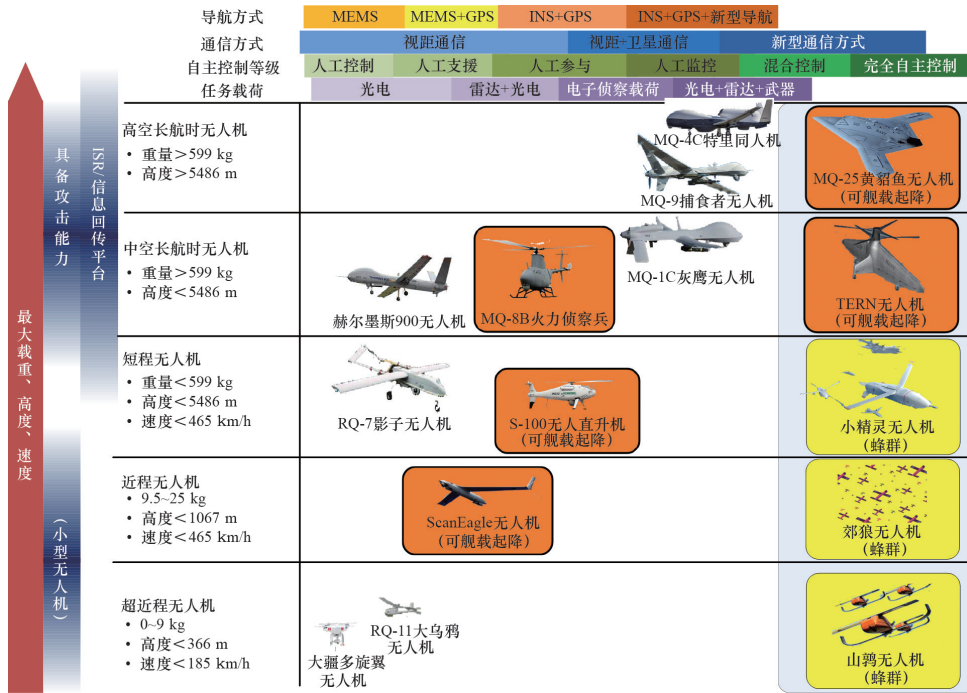 导航方式
MEMS
MEMS+GPS
INS+GPS
INS+GPS+新型导航
通信方式
视距通信
视距+卫星通信
新型通信方式
自主控制等级
人工控制
人工支援
人工参与
人工监控
混合控制
完全自主控制
任务载荷
光电
雷达+光电
电子侦察载荷
光电+雷达+武器
最大载重、高度、速度
具备攻击能力
(小型无人机)
ISR/信息回传平台
高空长航时无人机
• 重量>599 kg
• 高度>5486 m
MQ-4C特里同人机
MQ-9捕食者无人机
MQ-25黄貂鱼无人机
(可舰载起降)
中空长航时无人机
• 重量>599 kg
• 高度<5486 m
赫尔墨斯900无人机
MQ-8B火力侦察兵
MQ-1C灰鹰无人机
TERN无人机
(可舰载起降)
短程无人机
• 重量<599 kg
• 高度<5486 m
• 速度<465 km/h
RQ-7影子无人机
S-100无人直升机
(可舰载起降)
小精灵无人机
(蜂群)
近程无人机
• 9.5~25 kg
• 高度<1067 m
• 速度<465 km/h
ScanEagle无人机
(可舰载起降)
郊狼无人机
(蜂群)
超近程无人机
• 0~9 kg
• 高度<366 m
• 速度<185 km/h
大疆多旋翼
无人机
RQ-11大乌鸦
无人机
山鹑无人机
(蜂群)